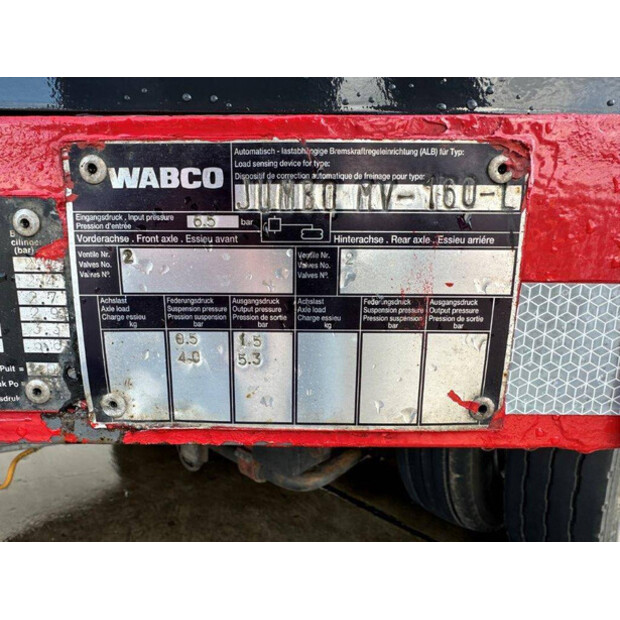 WABCO
Automatisch - lastabhängige Bremskraftregeleinrichtung (ALB) für Typ:
Load sensing device for type:
Dispositif de correction automatique de freinage pour type:
JUMBO MV-160-L
Eingangsdruck . Input pressure
Pression d'entrée
6.5 bar
Vorderachse . Front axle . Essieu avant
Hinterachse . Rear axle . Essieu arriére
Ventile Nr.
Valves No.
Valves Nº.
2
Ventile Nr.
Valves No.
Valves Nº.
Achslast
Axle load
Charge essieu
kg
Federungsdruck
Suspension pressure
Pression suspension
bar
Ausgangsdruck
Output pressure
Pression de sortie
bar
Achslast
Axle load
Charge essieu
kg
Federungsdruck
Suspension pressure
Pression suspension
bar
Ausgangsdruck
Output pressure
Pression de sortie
bar
0.5 1.5
4.0 5.3
cilinder
(bar)